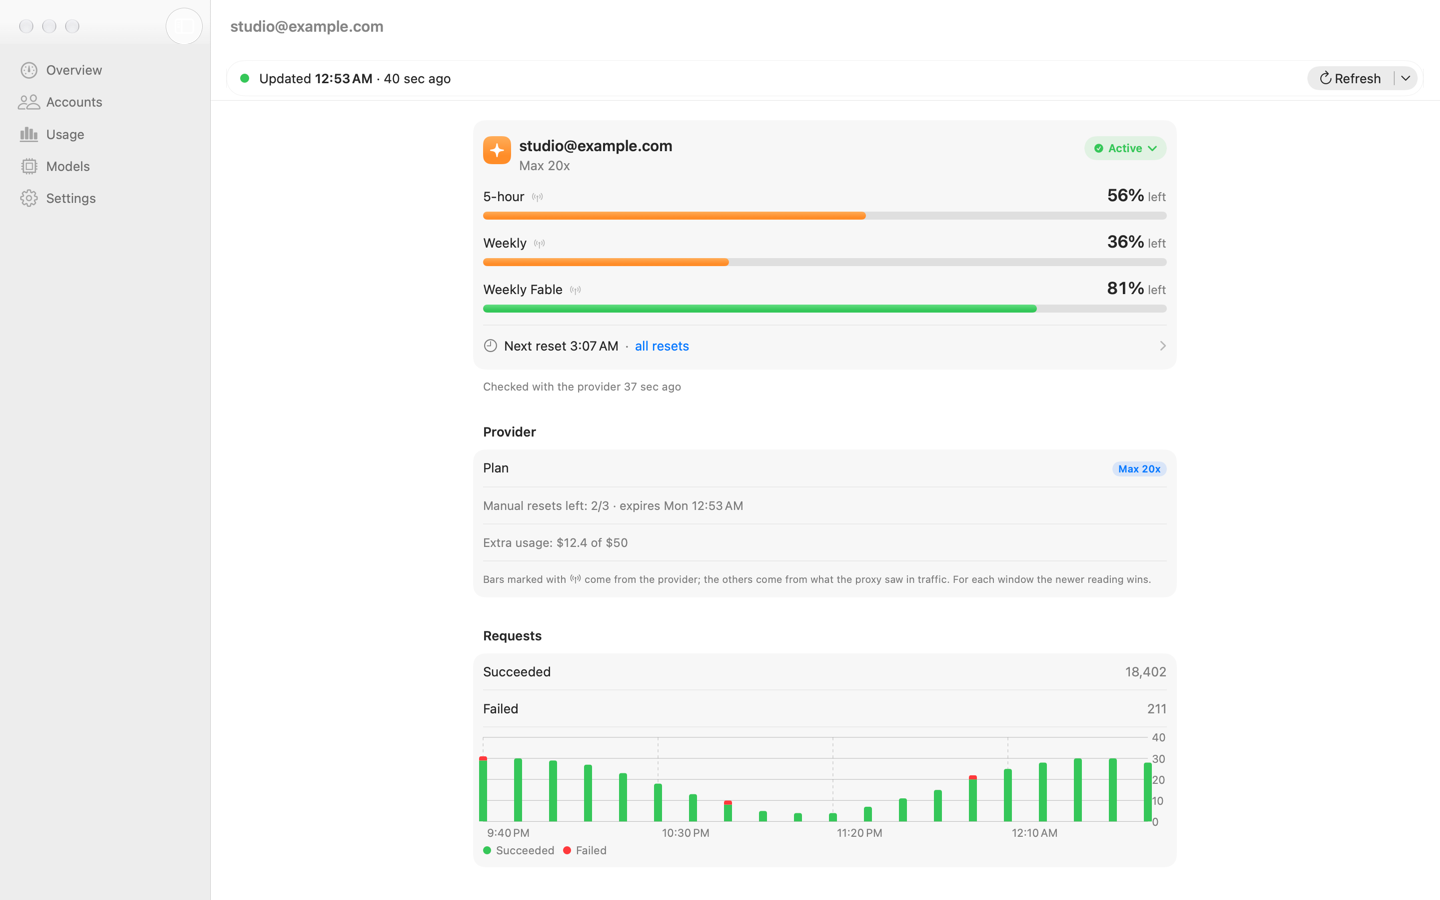 studio@example.com
Overview
Accounts
Usage
Models
Settings
Updated 12:53 AM · 40 sec ago
Refresh
studio@example.com
Max 20x
Active
5-hour
56% left
Weekly
36% left
Weekly Fable
81% left
Next reset 3:07 AM · all resets
Checked with the provider 37 sec ago
Provider
Plan
Max 20x
Manual resets left: 2/3 · expires Mon 12:53 AM
Extra usage: $12.4 of $50
Bars marked with come from the provider; the others come from what the proxy saw in traffic. For each window the newer reading wins.
Requests
Succeeded
18,402
Failed
211
40
30
20
10
0
9:40 PM
10:30 PM
11:20 PM
12:10 AM
Succeeded
Failed